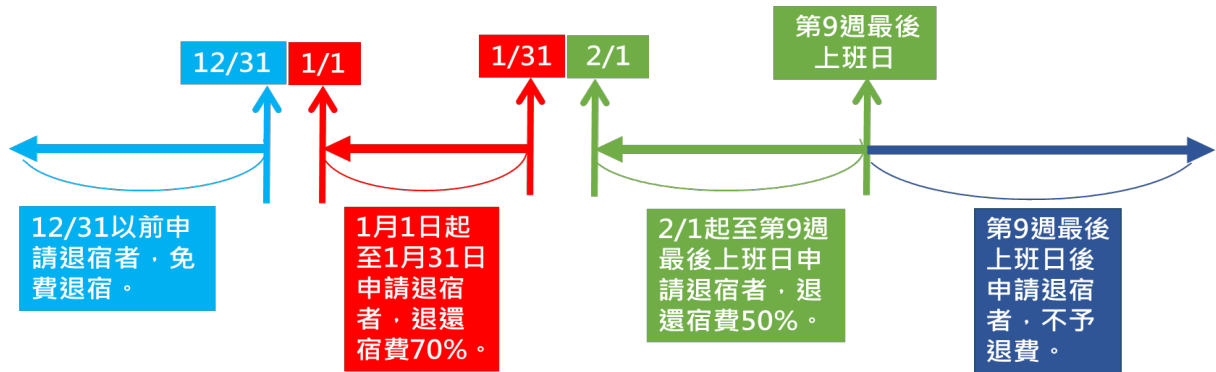 12/31
1/1
1/31
2/1
第9週最後
上班日
12/31以前申
請退宿者，免
費退宿。
1月1日起
至1月31日
申請退宿
者，退還
宿費70%。
2/1起至第9週
最後上班日申
請退宿者，退
還宿費50%。
第9週最後
上班日後
申請退宿
者，不予
退費。